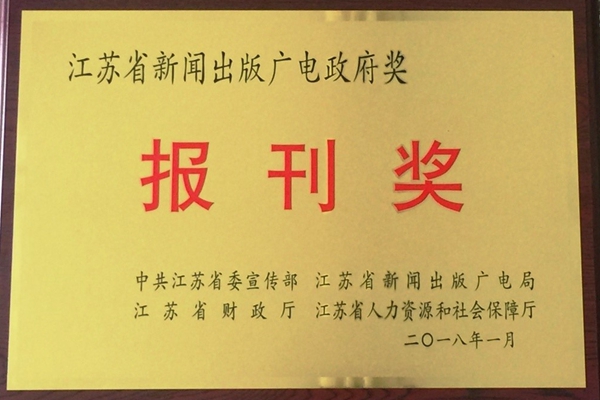 江苏省新闻出版广电政府奖
报刊奖
中共江苏省委宣传部 江苏省新闻出版广电局
江苏省财政厅 江苏省人力资源和社会保障厅
二〇一八年一月